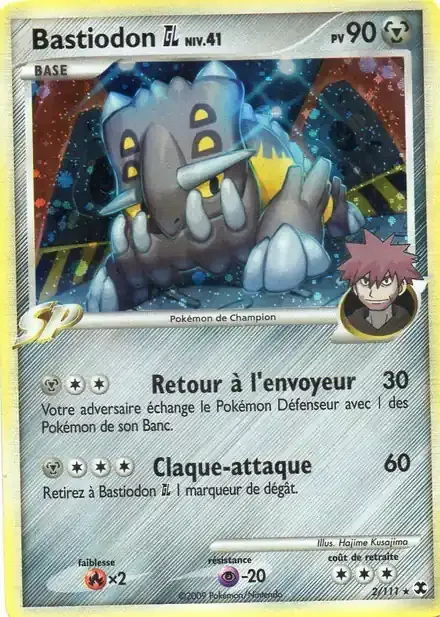 Bastiodon GL NIV.41 PV 90
BASE
Pokémon de Champion
SP
Retour à l'envoyeur 30
Votre adversaire échange le Pokémon Défenseur avec 1 des
Pokémon de son Banc.
Claque-attaque 60
Retirez à Bastiodon GL 1 marqueur de dégât.
Illus. Hajime Kusajima
faiblesse résistance coût de retraite
×2 -20
©2009 Pokémon/Nintendo 2/111 ★